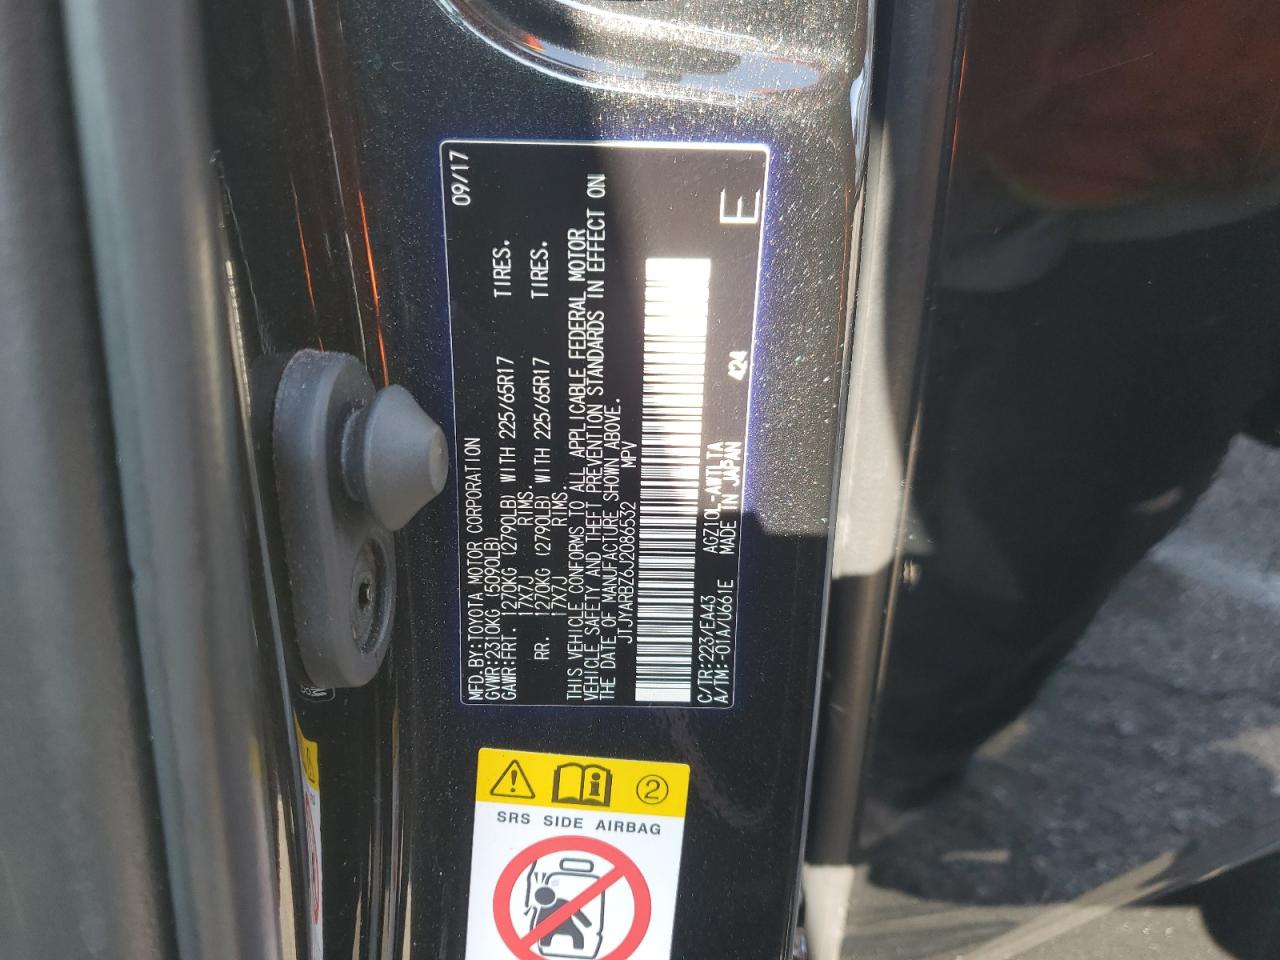 MFD.BY:TOYOTA MOTOR CORPORATION 09/17
GVWR:2310KG (5090LB)
GAWR:FRT. 1270KG (2790LB) WITH 225/65R17 TIRES.
17X7J RIMS.
RR. 1270KG (2790LB) WITH 225/65R17 TIRES.
17X7J RIMS.
THIS VEHICLE CONFORMS TO ALL APPLICABLE FEDERAL MOTOR
VEHICLE SAFETY AND THEFT PREVENTION STANDARDS IN EFFECT ON
THE DATE OF MANUFACTURE SHOWN ABOVE.
JTJYARBZ6J2086532 MPV
C/TR:223/EA43 AGZ10L-AWTLTA 424
A/TM:-01A/U661E MADE IN JAPAN E
2
SRS SIDE AIRBAG